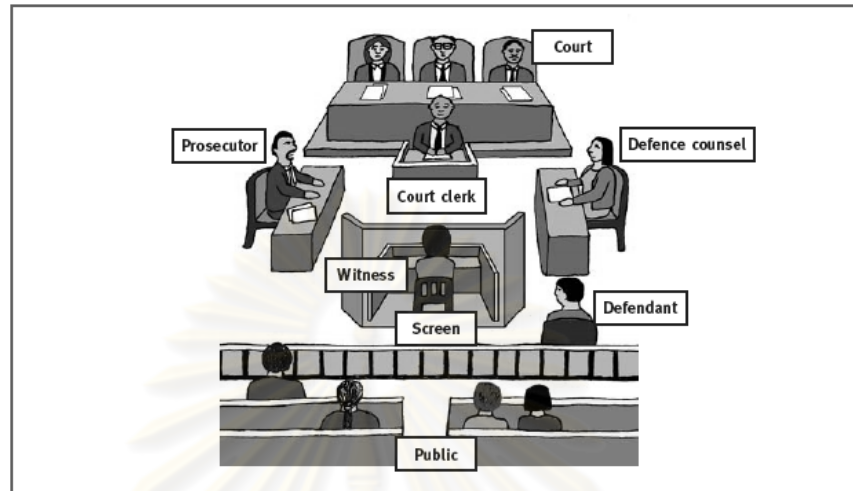 Court
Prosecutor
Defence counsel
Court clerk
Witness
Defendant
Screen
Public